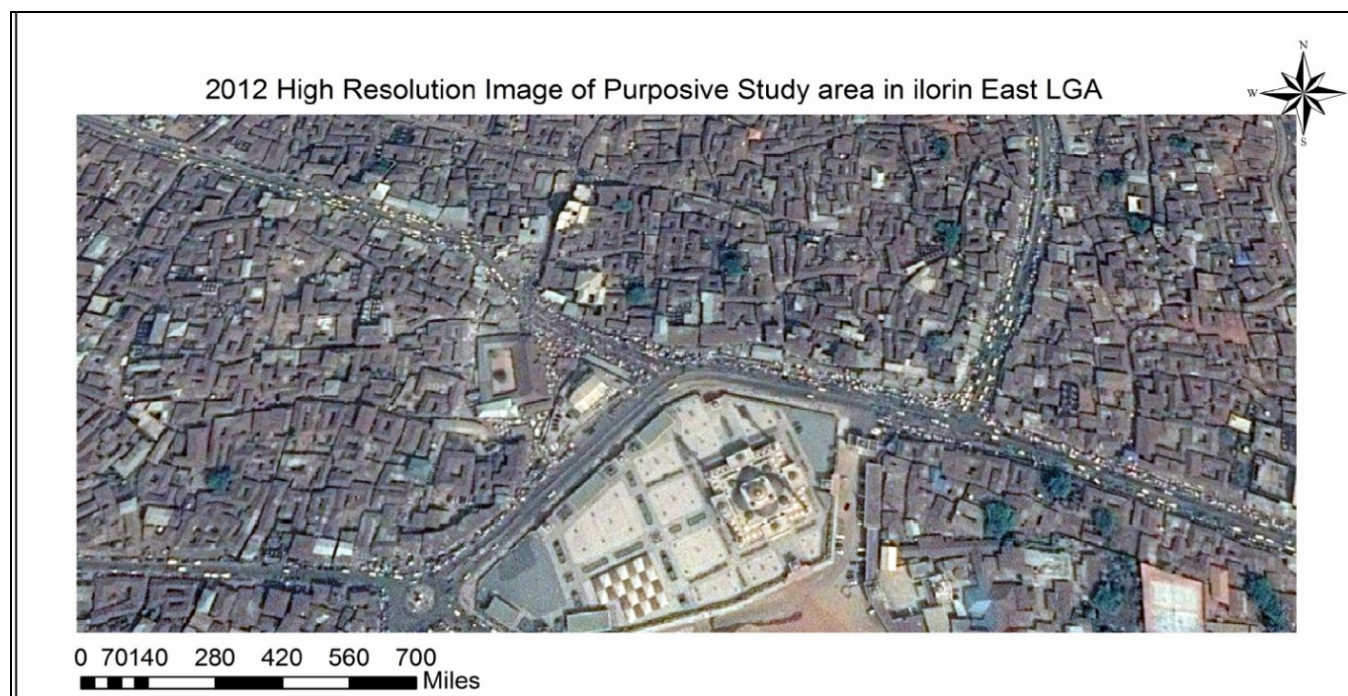 2012 High Resolution Image of Purposive Study area in ilorin East LGA
N
W
S
0 70140 280 420 560 700
Miles